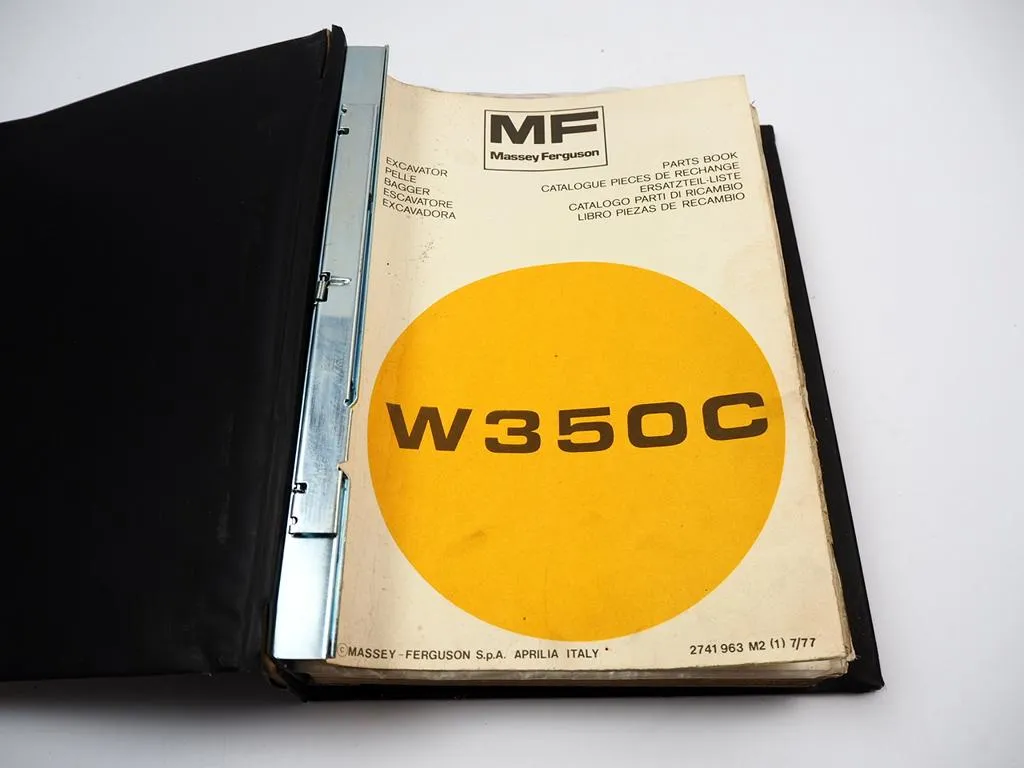 MF
Massey Ferguson
EXCAVATOR
PELLE
BAGGER
ESCAVATORE
EXCAVADORA
PARTS BOOK
CATALOGUE PIECES DE RECHANGE
ERSATZTEIL-LISTE
CATALOGO PARTI DI RICAMBIO
LIBRO PIEZAS DE RECAMBIO
W350C
©MASSEY-FERGUSON S.p.A. APRILIA ITALY
2741 963 M2 (1) 7/77